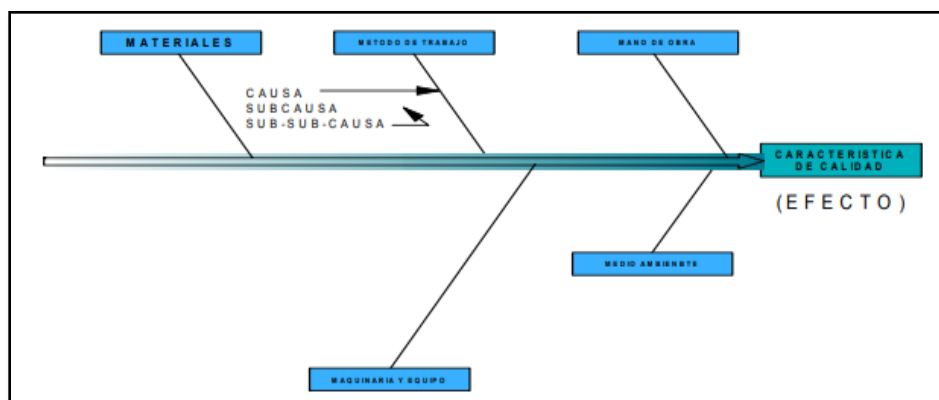 MATERIALES
METODO DE TRABAJO
MANO DE OBRA
CAUSA
SUBCAUSA
SUB-SUB-CAUSA
CARACTERISTICA
DE CALIDAD
(EFECTO)
MEDIO AMBIENBTE
MAQUINARIA Y EQUIPO